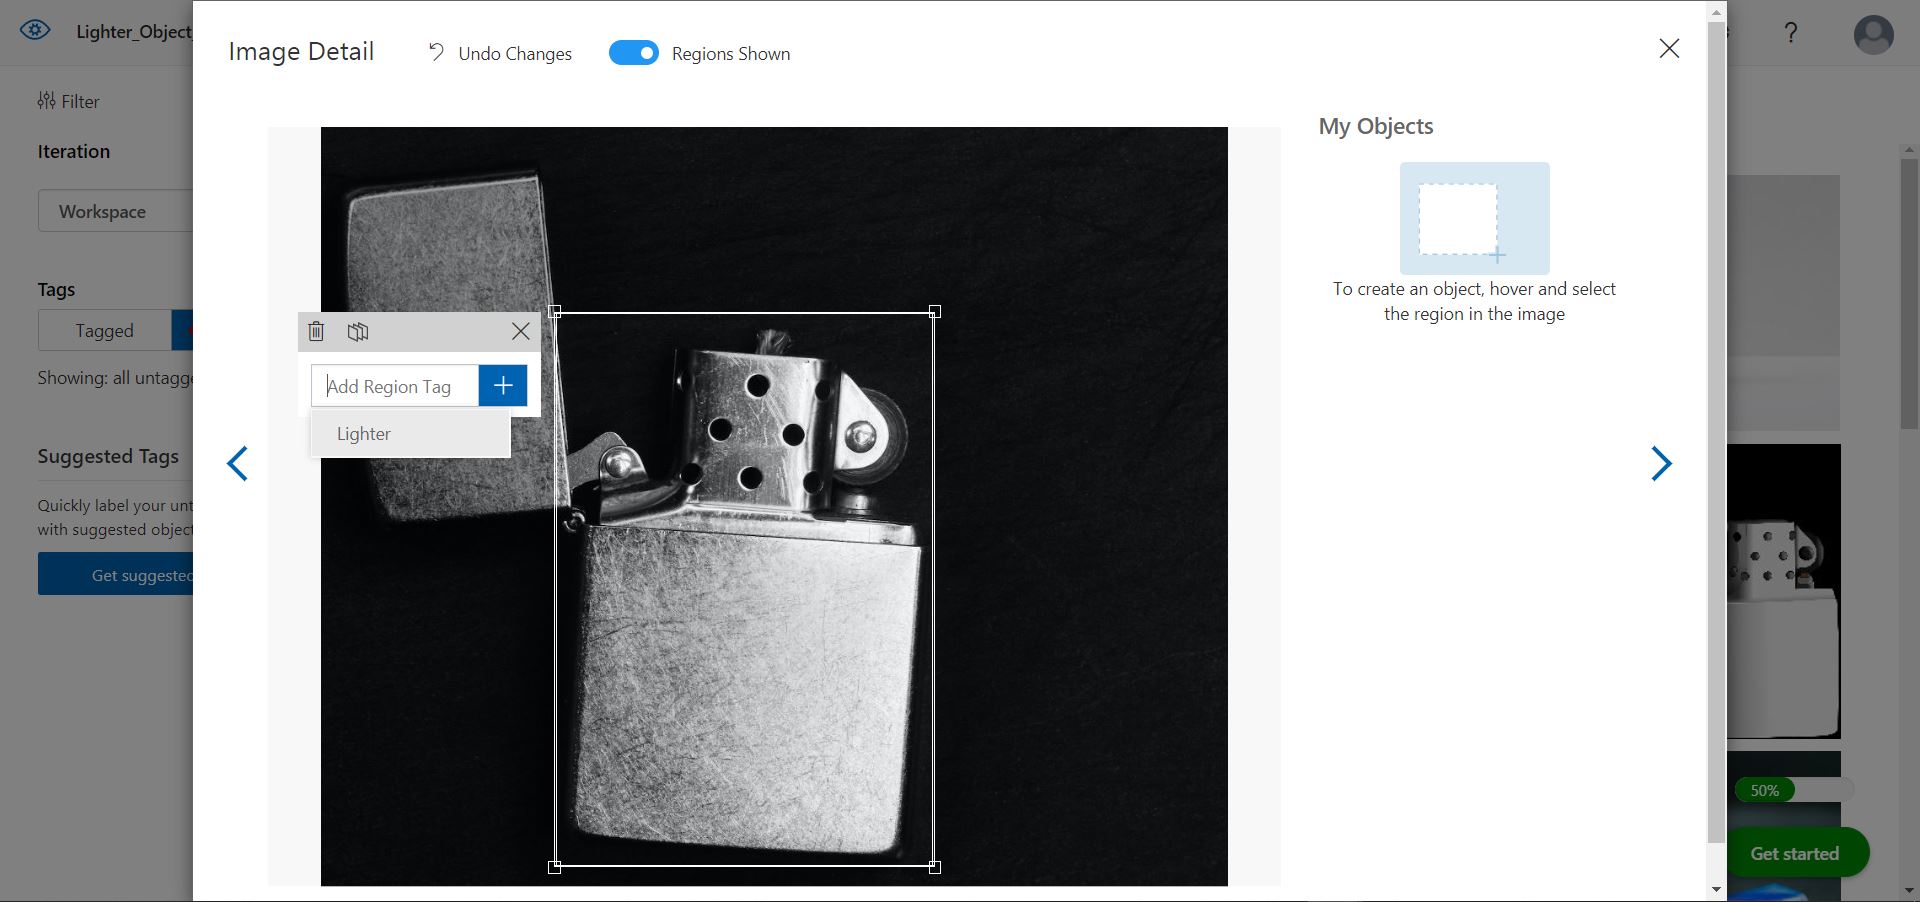 Lighter_Object_
Image Detail
Undo Changes
Regions Shown
?
Filter
Iteration
Workspace
Tags
Tagged
Showing: all untagge
Suggested Tags
Quickly label your unt
with suggested object
Get suggested
Add Region Tag
Lighter
My Objects
To create an object, hover and select
the region in the image
50%
Get started